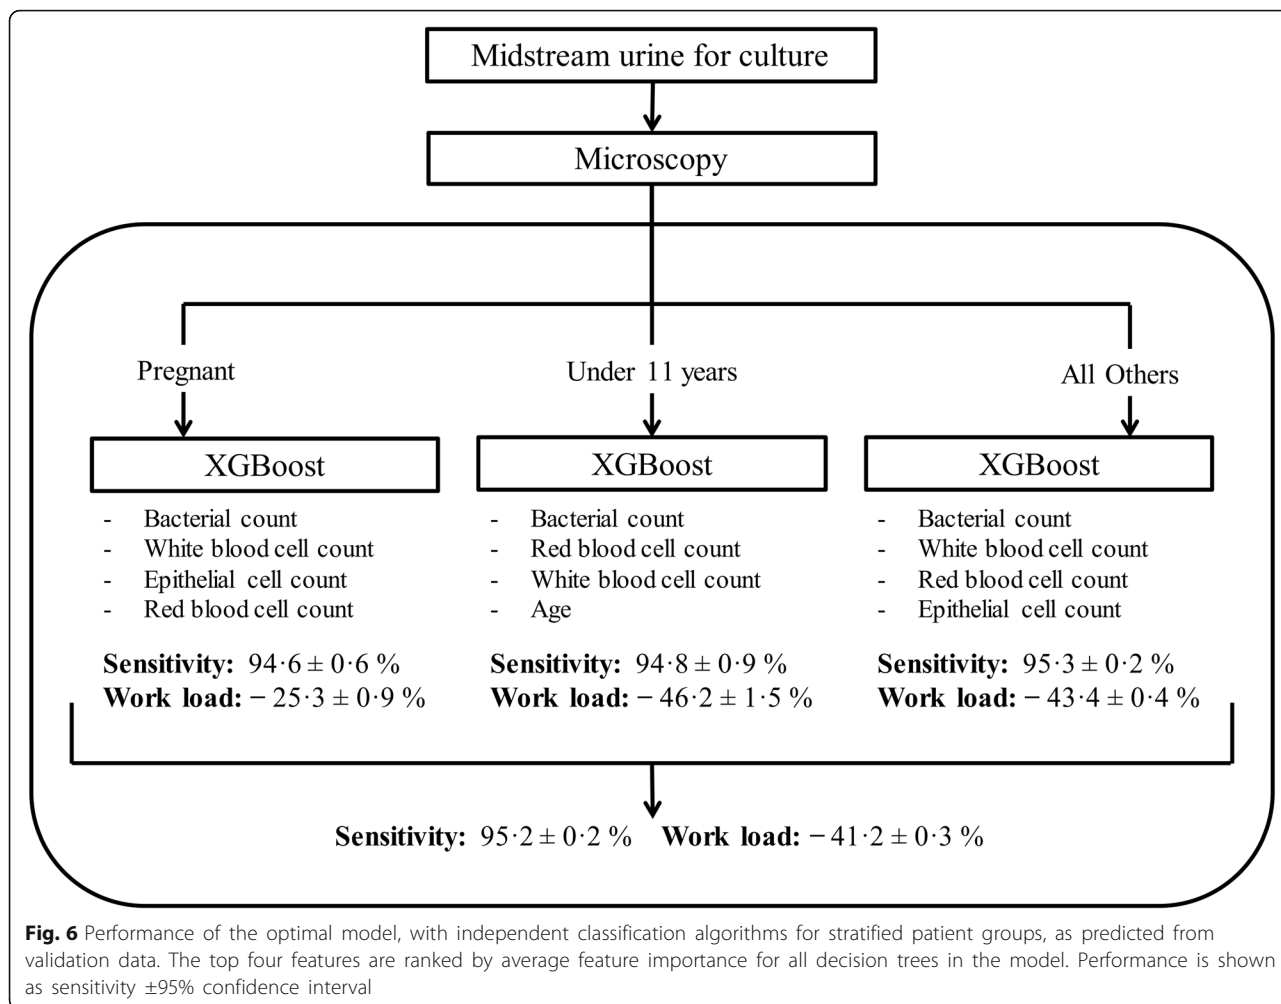 Midstream urine for culture
Microscopy
Pregnant
Under 11 years
All Others
XGBoost
- Bacterial count
- White blood cell count
- Epithelial cell count
- Red blood cell count
Sensitivity: 94·6 ± 0·6 %
Work load: − 25·3 ± 0·9 %
XGBoost
- Bacterial count
- Red blood cell count
- White blood cell count
- Age
Sensitivity: 94·8 ± 0·9 %
Work load: − 46·2 ± 1·5 %
XGBoost
- Bacterial count
- White blood cell count
- Red blood cell count
- Epithelial cell count
Sensitivity: 95·3 ± 0·2 %
Work load: − 43·4 ± 0·4 %
Sensitivity: 95·2 ± 0·2 % Work load: − 41·2 ± 0·3 %
Fig. 6 Performance of the optimal model, with independent classification algorithms for stratified patient groups, as predicted from
validation data. The top four features are ranked by average feature importance for all decision trees in the model. Performance is shown
as sensitivity ±95% confidence interval